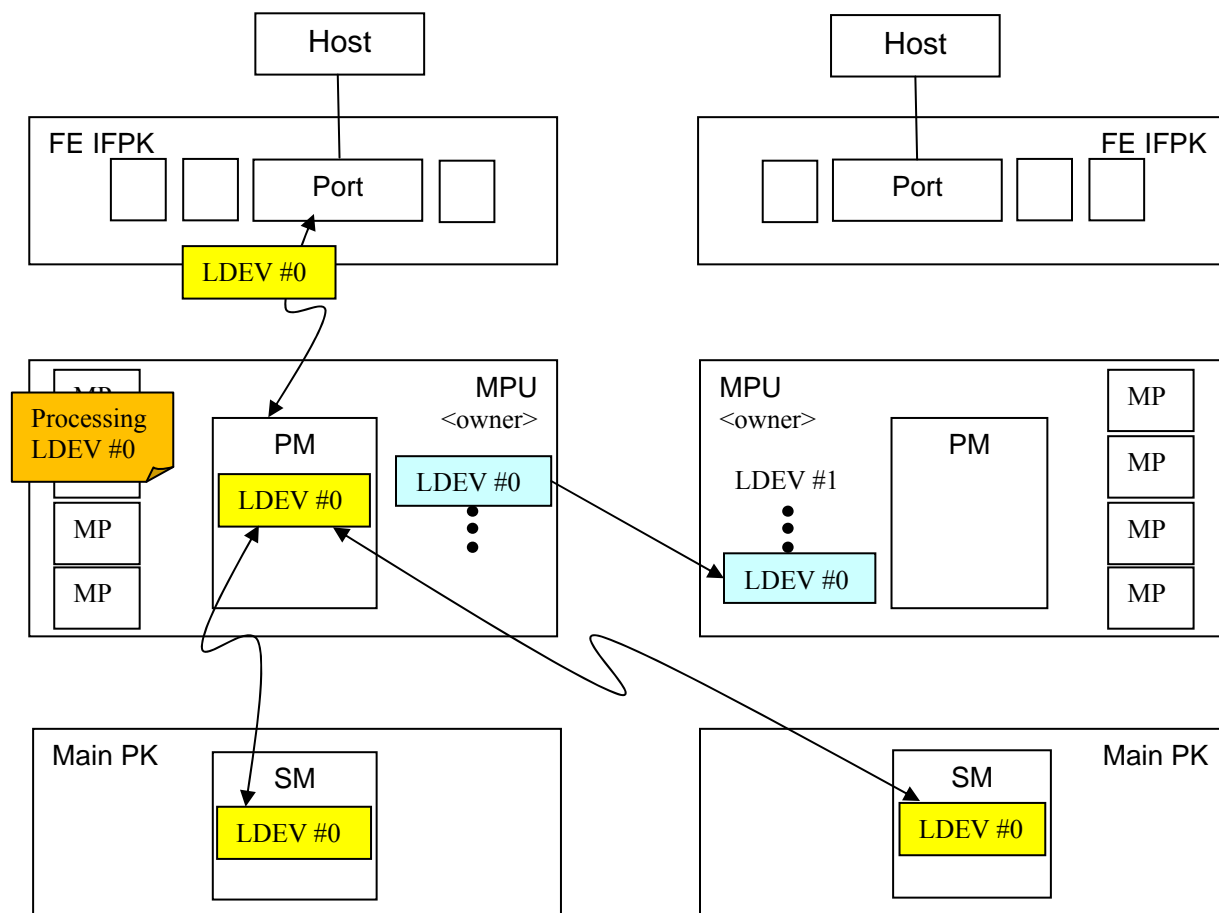 Host
Host
FE IFPK
FE IFPK
Port
Port
LDEV #0
MPU
<owner>
MP
Processing
LDEV #0
PM
LDEV #0
LDEV #0
MP
MP
MPU
<owner>
LDEV #1
LDEV #0
PM
MP
MP
MP
MP
Main PK
SM
LDEV #0
Main PK
SM
LDEV #0